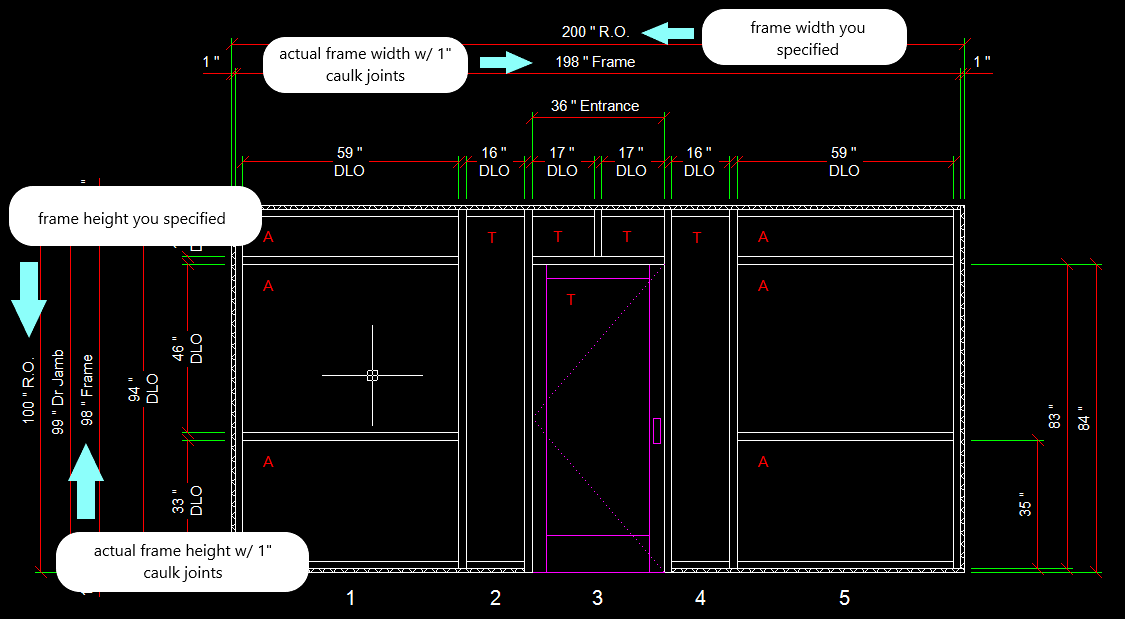 200 " R.O.
frame width you
specified
actual frame width w/ 1"
caulk joints
1 "
198 " Frame
1 "
36 " Entrance
59 "
DLO
16 "
DLO
17 "
DLO
17 "
DLO
16 "
DLO
59 "
DLO
frame height you specified
DLO
A
T
T
T
T
A
A
T
A
100 " R.O.
99 " Dr Jamb
98 " Frame
94 "
DLO
46 "
DLO
83 "
84 "
A
A
33 "
DLO
35 "
actual frame height w/ 1"
caulk joints
1
2
3
4
5